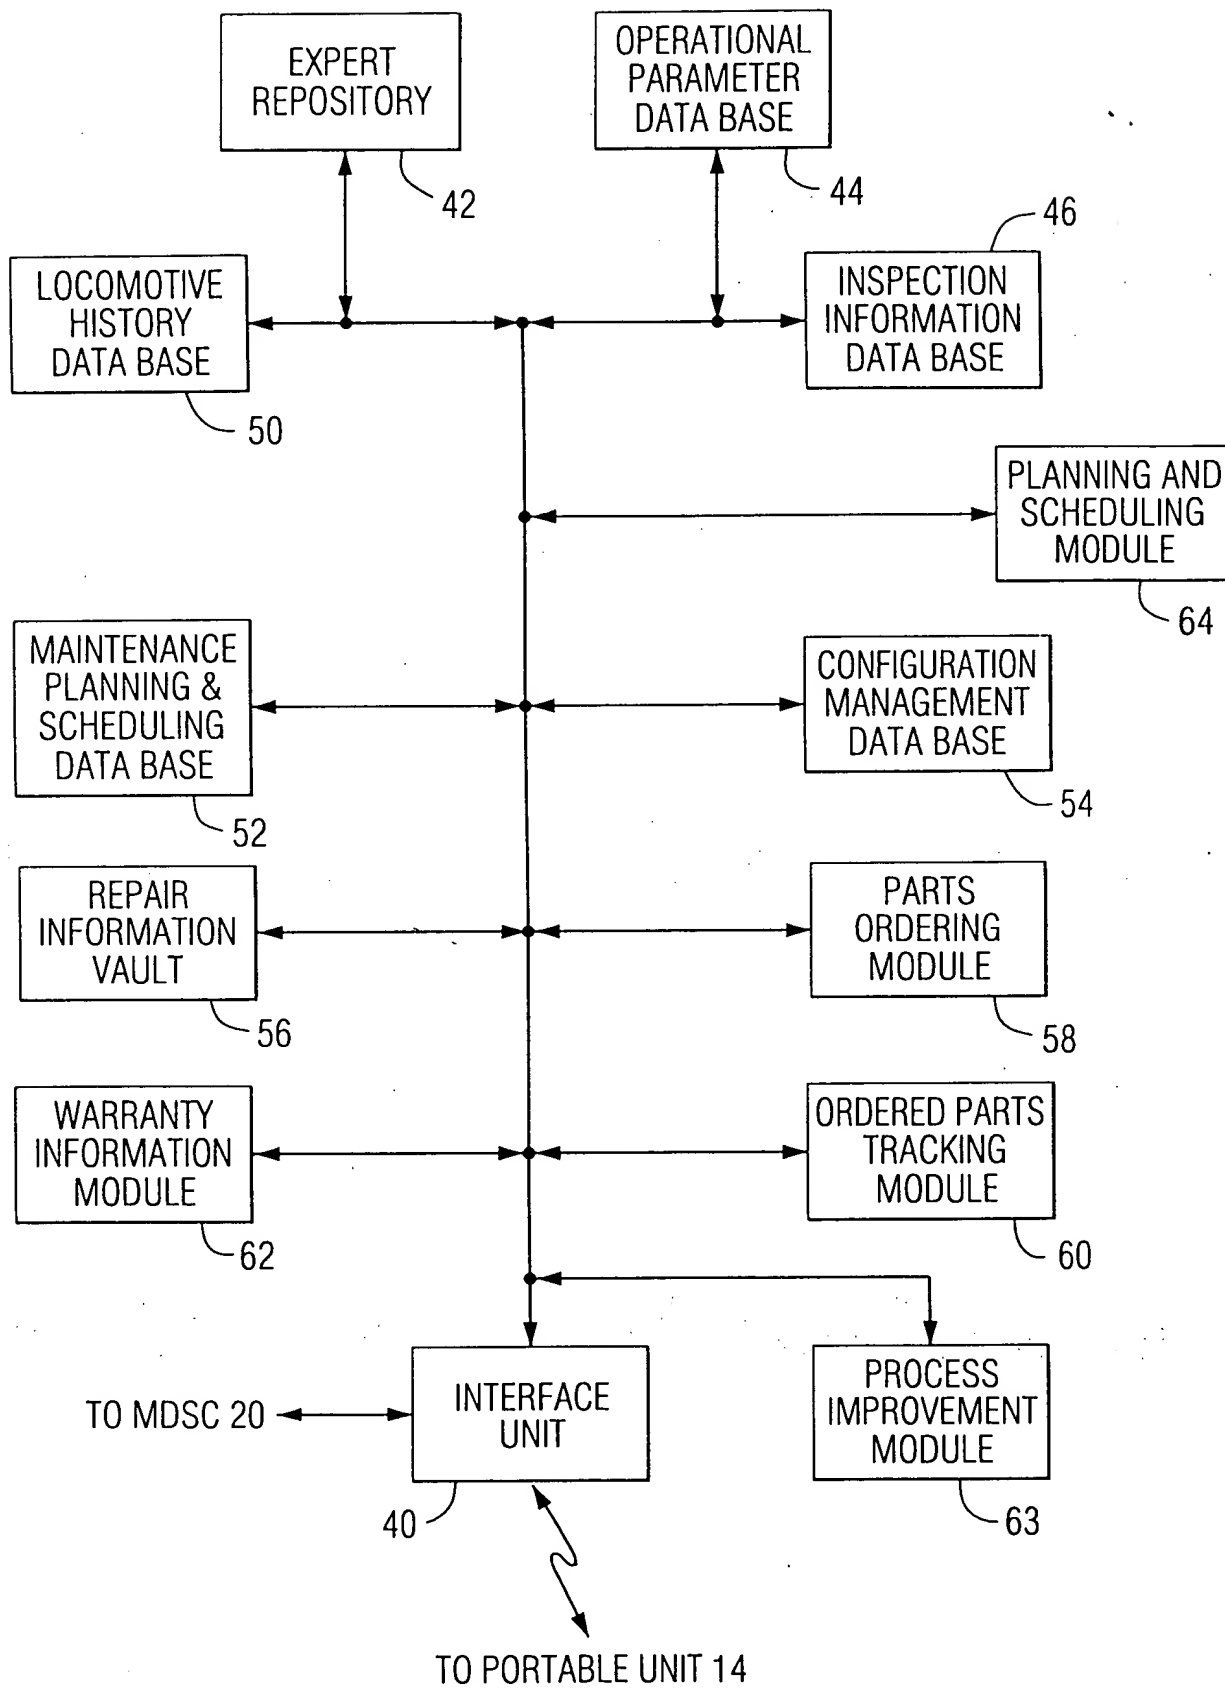 EXPERT
REPOSITORY
42
OPERATIONAL
PARAMETER
DATA BASE
44
46
LOCOMOTIVE
HISTORY
DATA BASE
50
INSPECTION
INFORMATION
DATA BASE
PLANNING AND
SCHEDULING
MODULE
64
MAINTENANCE
PLANNING &
SCHEDULING
DATA BASE
52
CONFIGURATION
MANAGEMENT
DATA BASE
54
REPAIR
INFORMATION
VAULT
56
PARTS
ORDERING
MODULE
58
WARRANTY
INFORMATION
MODULE
62
ORDERED PARTS
TRACKING
MODULE
60
TO MDSC 20
INTERFACE
UNIT
40
PROCESS
IMPROVEMENT
MODULE
63
TO PORTABLE UNIT 14